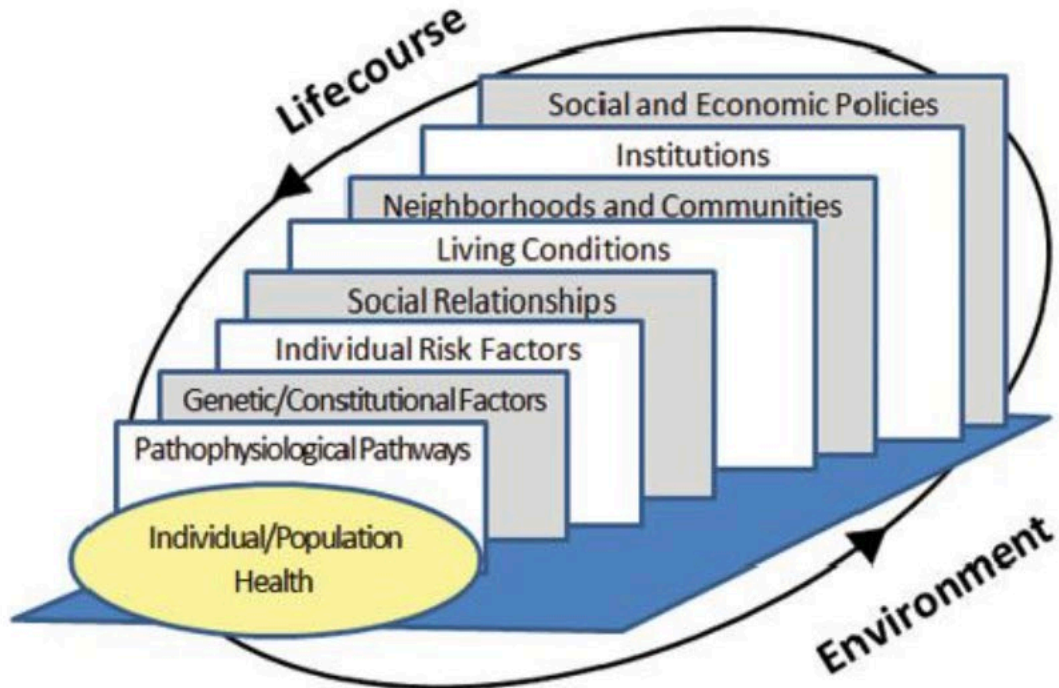 Lifecourse
Social and Economic Policies
Institutions
Neighborhoods and Communities
Living Conditions
Social Relationships
Individual Risk Factors
Genetic/Constitutional Factors
Pathophysiological Pathways
Individual/Population
Health
Environment